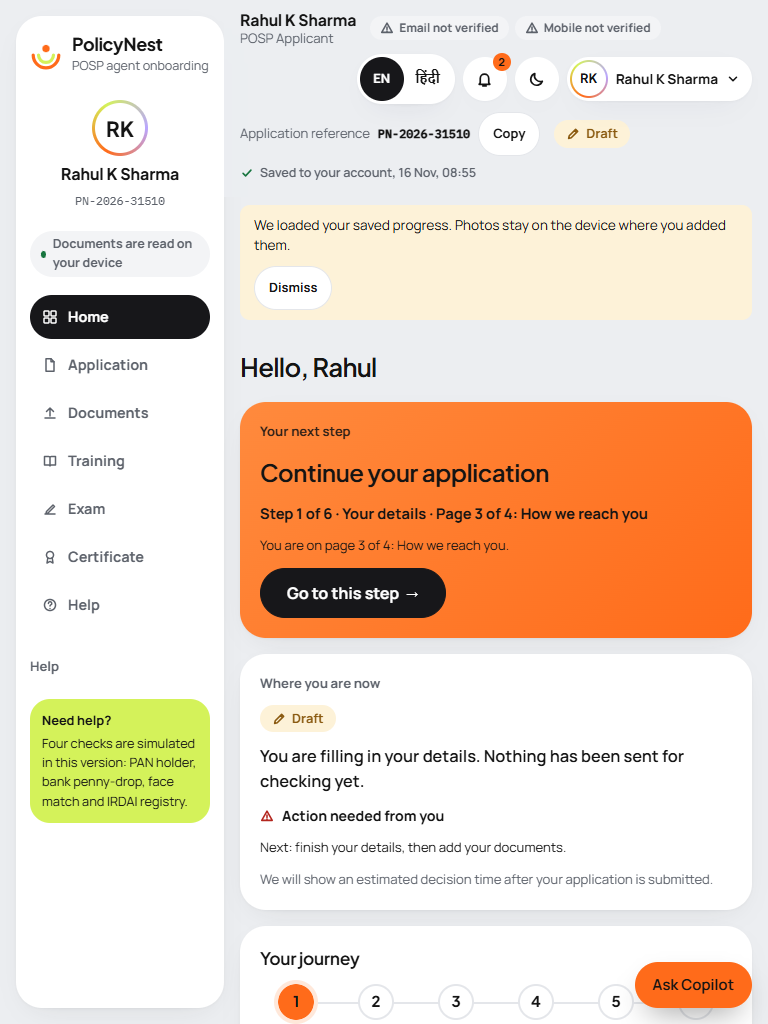 PolicyNest
POSP agent onboarding
RK
Rahul K Sharma
PN-2026-31510
Documents are read on
your device
Home
Application
Documents
Training
Exam
Certificate
Help
Help
Need help?
Four checks are simulated
in this version: PAN holder,
bank penny-drop, face
match and IRDAI registry.
Rahul K Sharma
POSP Applicant
Email not verified
Mobile not verified
EN
हिंदी
2
RK
Rahul K Sharma
Application reference PN-2026-31510 Copy
Draft
Saved to your account, 16 Nov, 08:55
We loaded your saved progress. Photos stay on the device where you added
them.
Dismiss
Hello, Rahul
Your next step
Continue your application
Step 1 of 6 · Your details · Page 3 of 4: How we reach you
You are on page 3 of 4: How we reach you.
Go to this step →
Where you are now
Draft
You are filling in your details. Nothing has been sent for
checking yet.
Action needed from you
Next: finish your details, then add your documents.
We will show an estimated decision time after your application is submitted.
Your journey
1 2 3 4 5
Ask Copilot